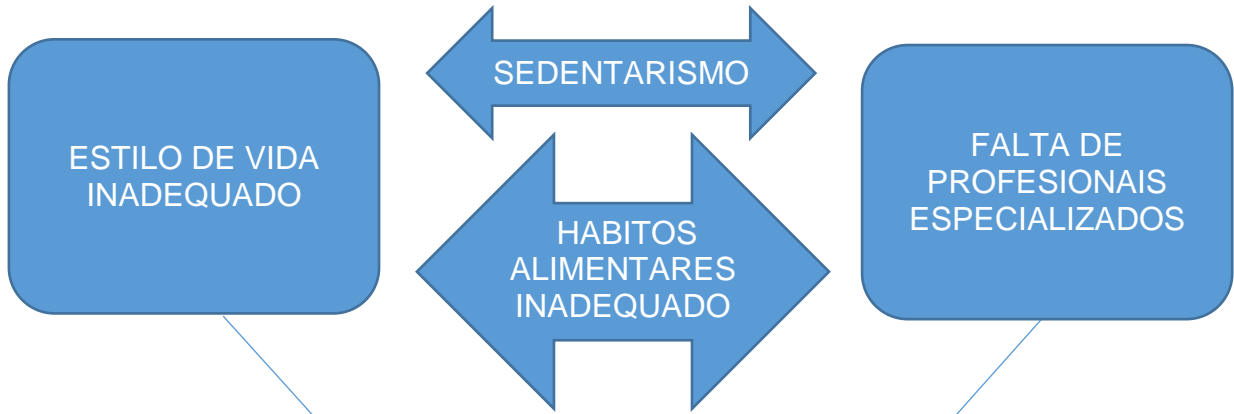 SEDENTARISMO
ESTILO DE VIDA
INADEQUADO
HABITOS
ALIMENTARES
INADEQUADO
FALTA DE
PROFESIONAIS
ESPECIALIZADOS